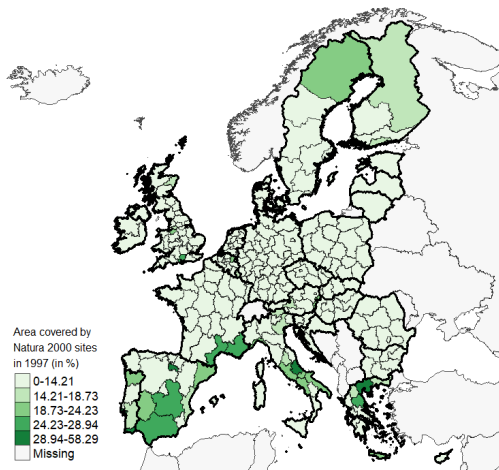 Area covered by
Natura 2000 sites
in 1997 (in %)
0-14.21
14.21-18.73
18.73-24.23
24.23-28.94
28.94-58.29
Missing